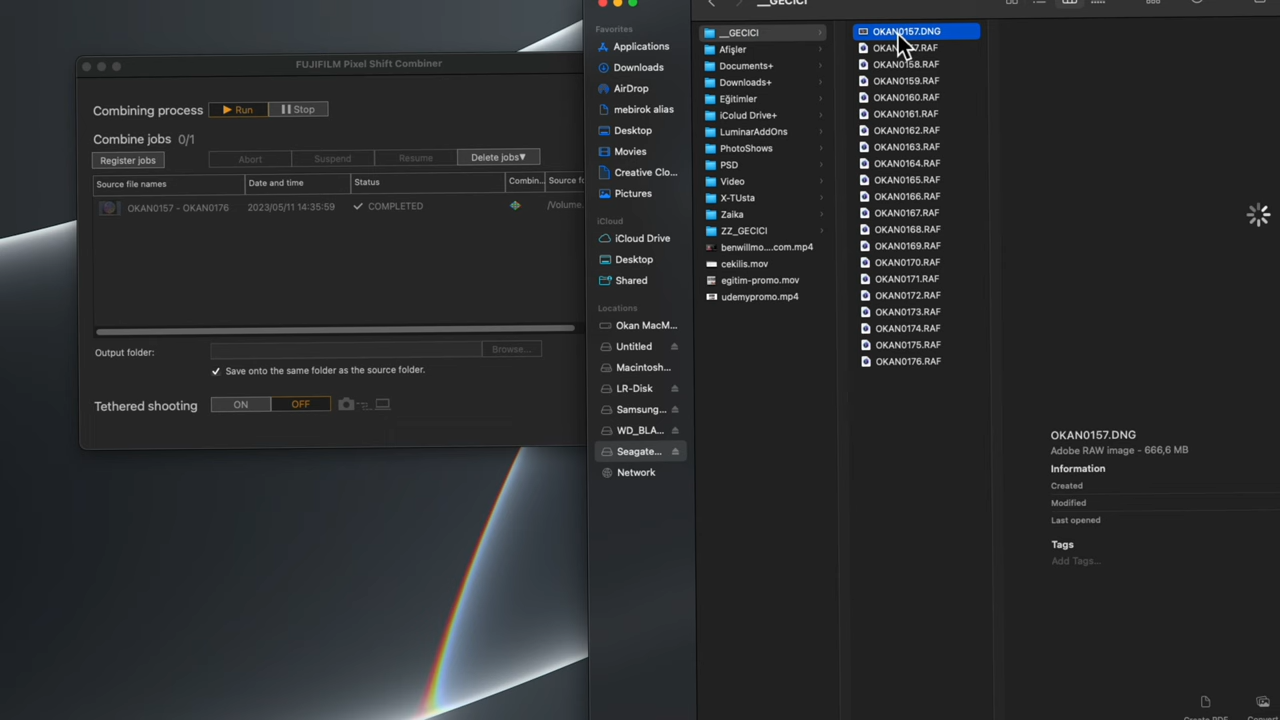 FUJIFILM Pixel Shift Combiner
Combining process
Run
Stop
Combine jobs 0/1
Register jobs
Abort
Suspend
Resume
Delete jobs▾
Source file names
Date and time
Status
Combin...
Source fo
OKAN0157 - OKAN0176
2023/05/11 14:35:59
✓ COMPLETED
/Volume.
Output folder:
Browse...
✓ Save onto the same folder as the source folder.
Tethered shooting
ON
OFF
Favorites
Applications
Downloads
AirDrop
mebirok alias
Desktop
Movies
Creative Clo...
Pictures
iCloud
iCloud Drive
Desktop
Shared
Locations
Okan MacM...
Untitled
Macintosh...
LR-Disk
Samsung...
WD_BLA...
Seagate...
Network
__GECICI
__GECICI
Afişler
Documents+
Downloads+
Eğitimler
iColud Drive+
LuminarAddOns
PhotoShows
PSD
Video
X-TUsta
Zaika
ZZ_GECICI
benwillmo....com.mp4
cekilis.mov
egitim-promo.mov
udemypromo.mp4
OKAN0157.DNG
OKAN0158.RAF
OKAN0159.RAF
OKAN0160.RAF
OKAN0161.RAF
OKAN0162.RAF
OKAN0163.RAF
OKAN0164.RAF
OKAN0165.RAF
OKAN0166.RAF
OKAN0167.RAF
OKAN0168.RAF
OKAN0169.RAF
OKAN0170.RAF
OKAN0171.RAF
OKAN0172.RAF
OKAN0173.RAF
OKAN0174.RAF
OKAN0175.RAF
OKAN0176.RAF
OKAN0157.DNG
Adobe RAW image - 666,6 MB
Information
Created
Modified
Last opened
Tags
Add Tags...